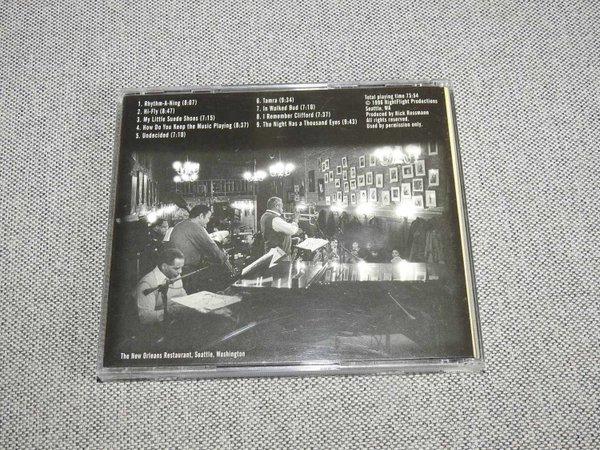 1. Rhythm-A-Ning (8:07)
2. Hi-Fly (8:47)
3. My Little Suede Shoes (7:15)
4. How Do You Keep the Music Playing (8:37)
5. Undecided (7:10)
6. Tamra (9:34)
7. In Walked Bud (7:10)
8. I Remember Clifford (7:37)
9. The Night Has a Thousand Eyes (9:43)
Total playing time 75:54
© 1996 NightFlight Productions
Seattle, WA
Produced by Nick Rossmann
All rights reserved.
Used by permission only.
The New Orleans Restaurant, Seattle, Washington